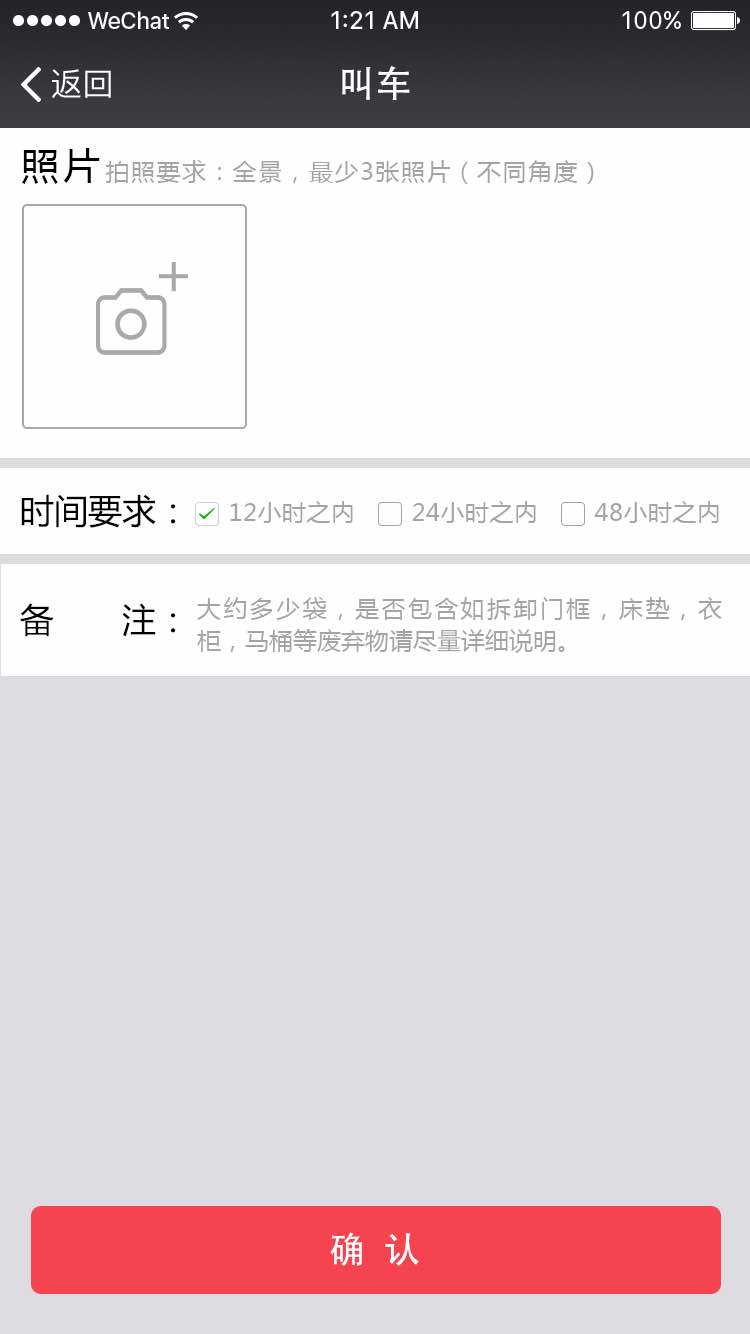 WeChat 1:21 AM 100%
返回 叫车
照片 拍照要求：全景，最少3张照片（不同角度）
时间要求： 12小时之内 24小时之内 48小时之内
备 注： 大约多少袋，是否包含如拆卸门框，床垫，衣
柜，马桶等废弃物请尽量详细说明。
确 认